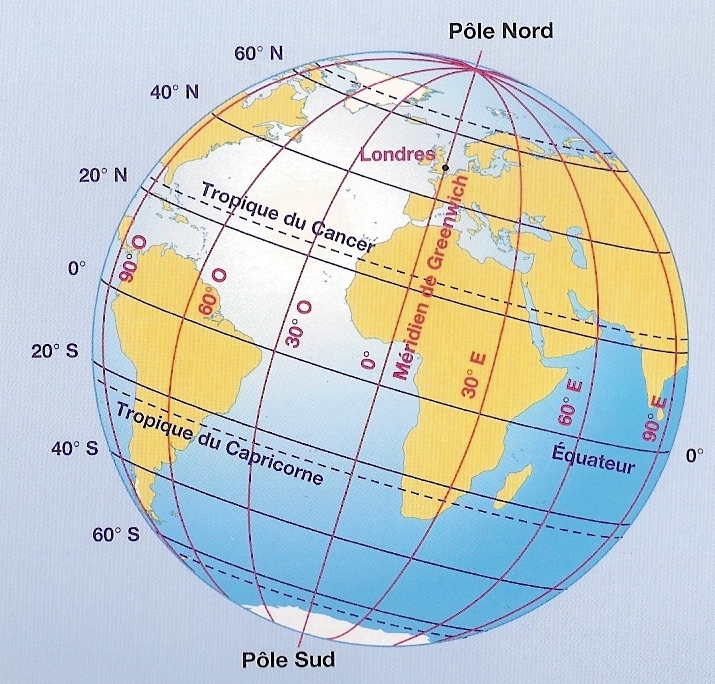 Pôle Nord
60° N
40° N
Londres
20° N
Tropique du Cancer
Méridien de Greenwich
0°
90° O
60° O
30° O
0°
30° E
60° E
90° E
20° S
Tropique du Capricorne
40° S
Équateur
0°
60° S
Pôle Sud